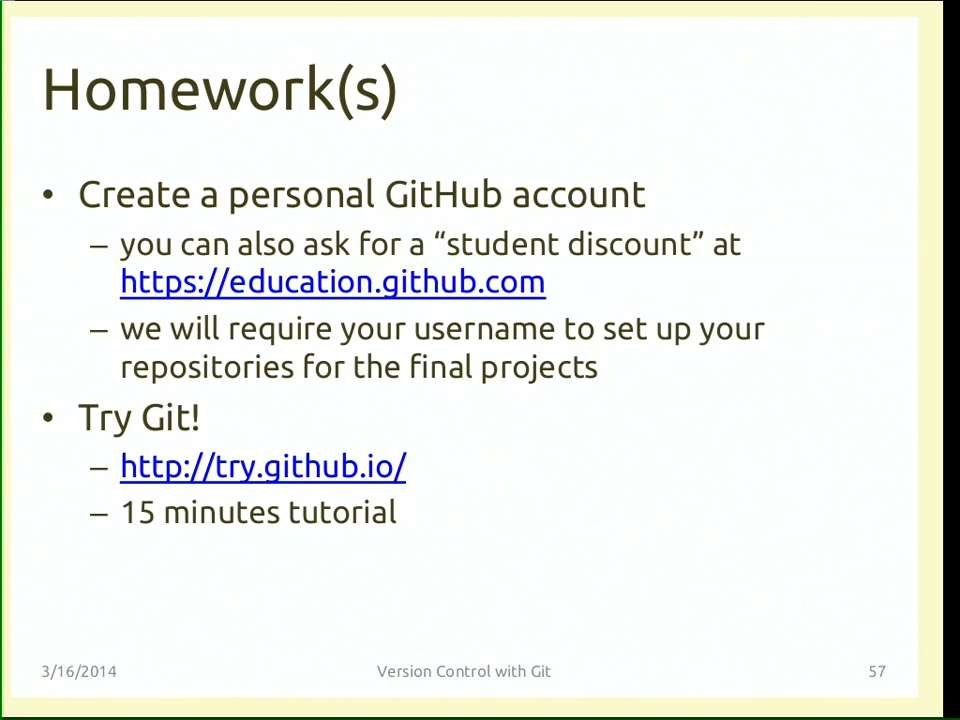 Homework(s)
• Create a personal GitHub account
– you can also ask for a “student discount” at
https://education.github.com
– we will require your username to set up your
repositories for the final projects
• Try Git!
– http://try.github.io/
– 15 minutes tutorial
3/16/2014 Version Control with Git 57